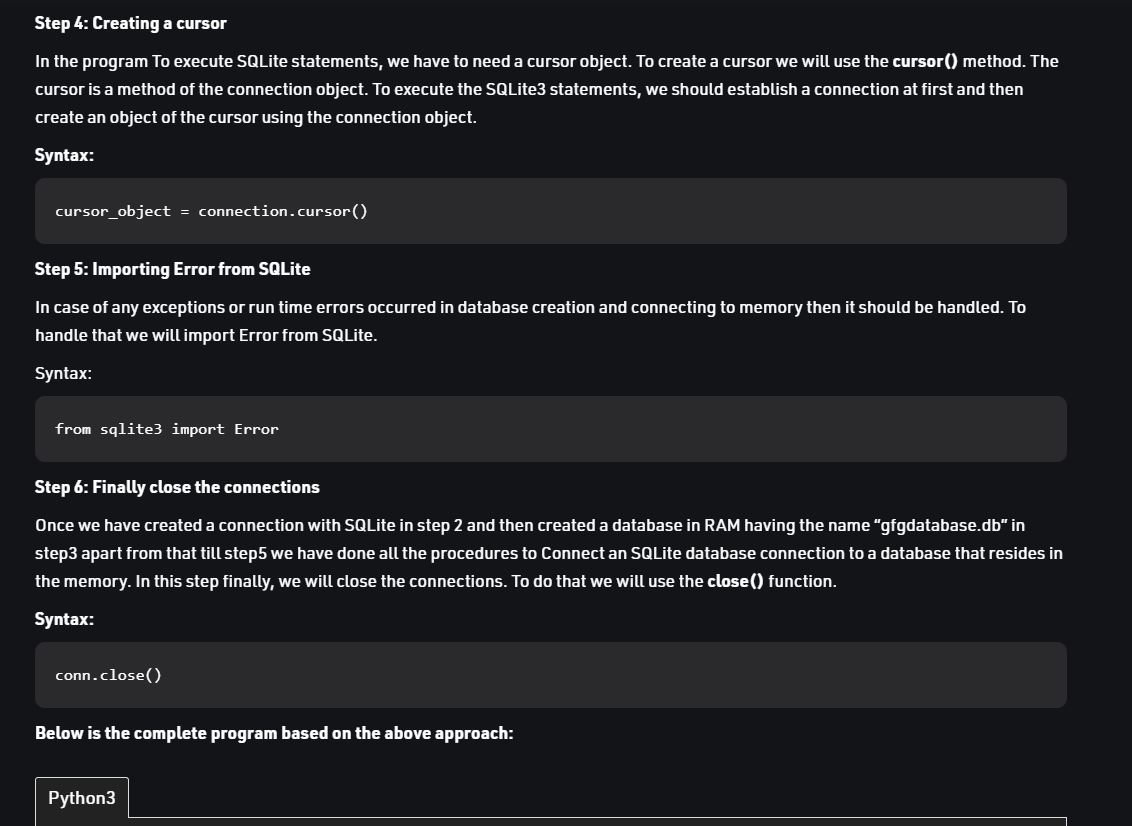 Step 4: Creating a cursor
In the program To execute SQLite statements, we have to need a cursor object. To create a cursor we will use the cursor() method. The
cursor is a method of the connection object. To execute the SQLite3 statements, we should establish a connection at first and then
create an object of the cursor using the connection object.
Syntax:
cursor_object = connection.cursor()
Step 5: Importing Error from SQLite
In case of any exceptions or run time errors occurred in database creation and connecting to memory then it should be handled. To
handle that we will import Error from SQLite.
Syntax:
from sqlite3 import Error
Step 6: Finally close the connections
Once we have created a connection with SQLite in step 2 and then created a database in RAM having the name “gfgdatabase.db” in
step3 apart from that till step5 we have done all the procedures to Connect an SQLite database connection to a database that resides in
the memory. In this step finally, we will close the connections. To do that we will use the close() function.
Syntax:
conn.close()
Below is the complete program based on the above approach:
Python3